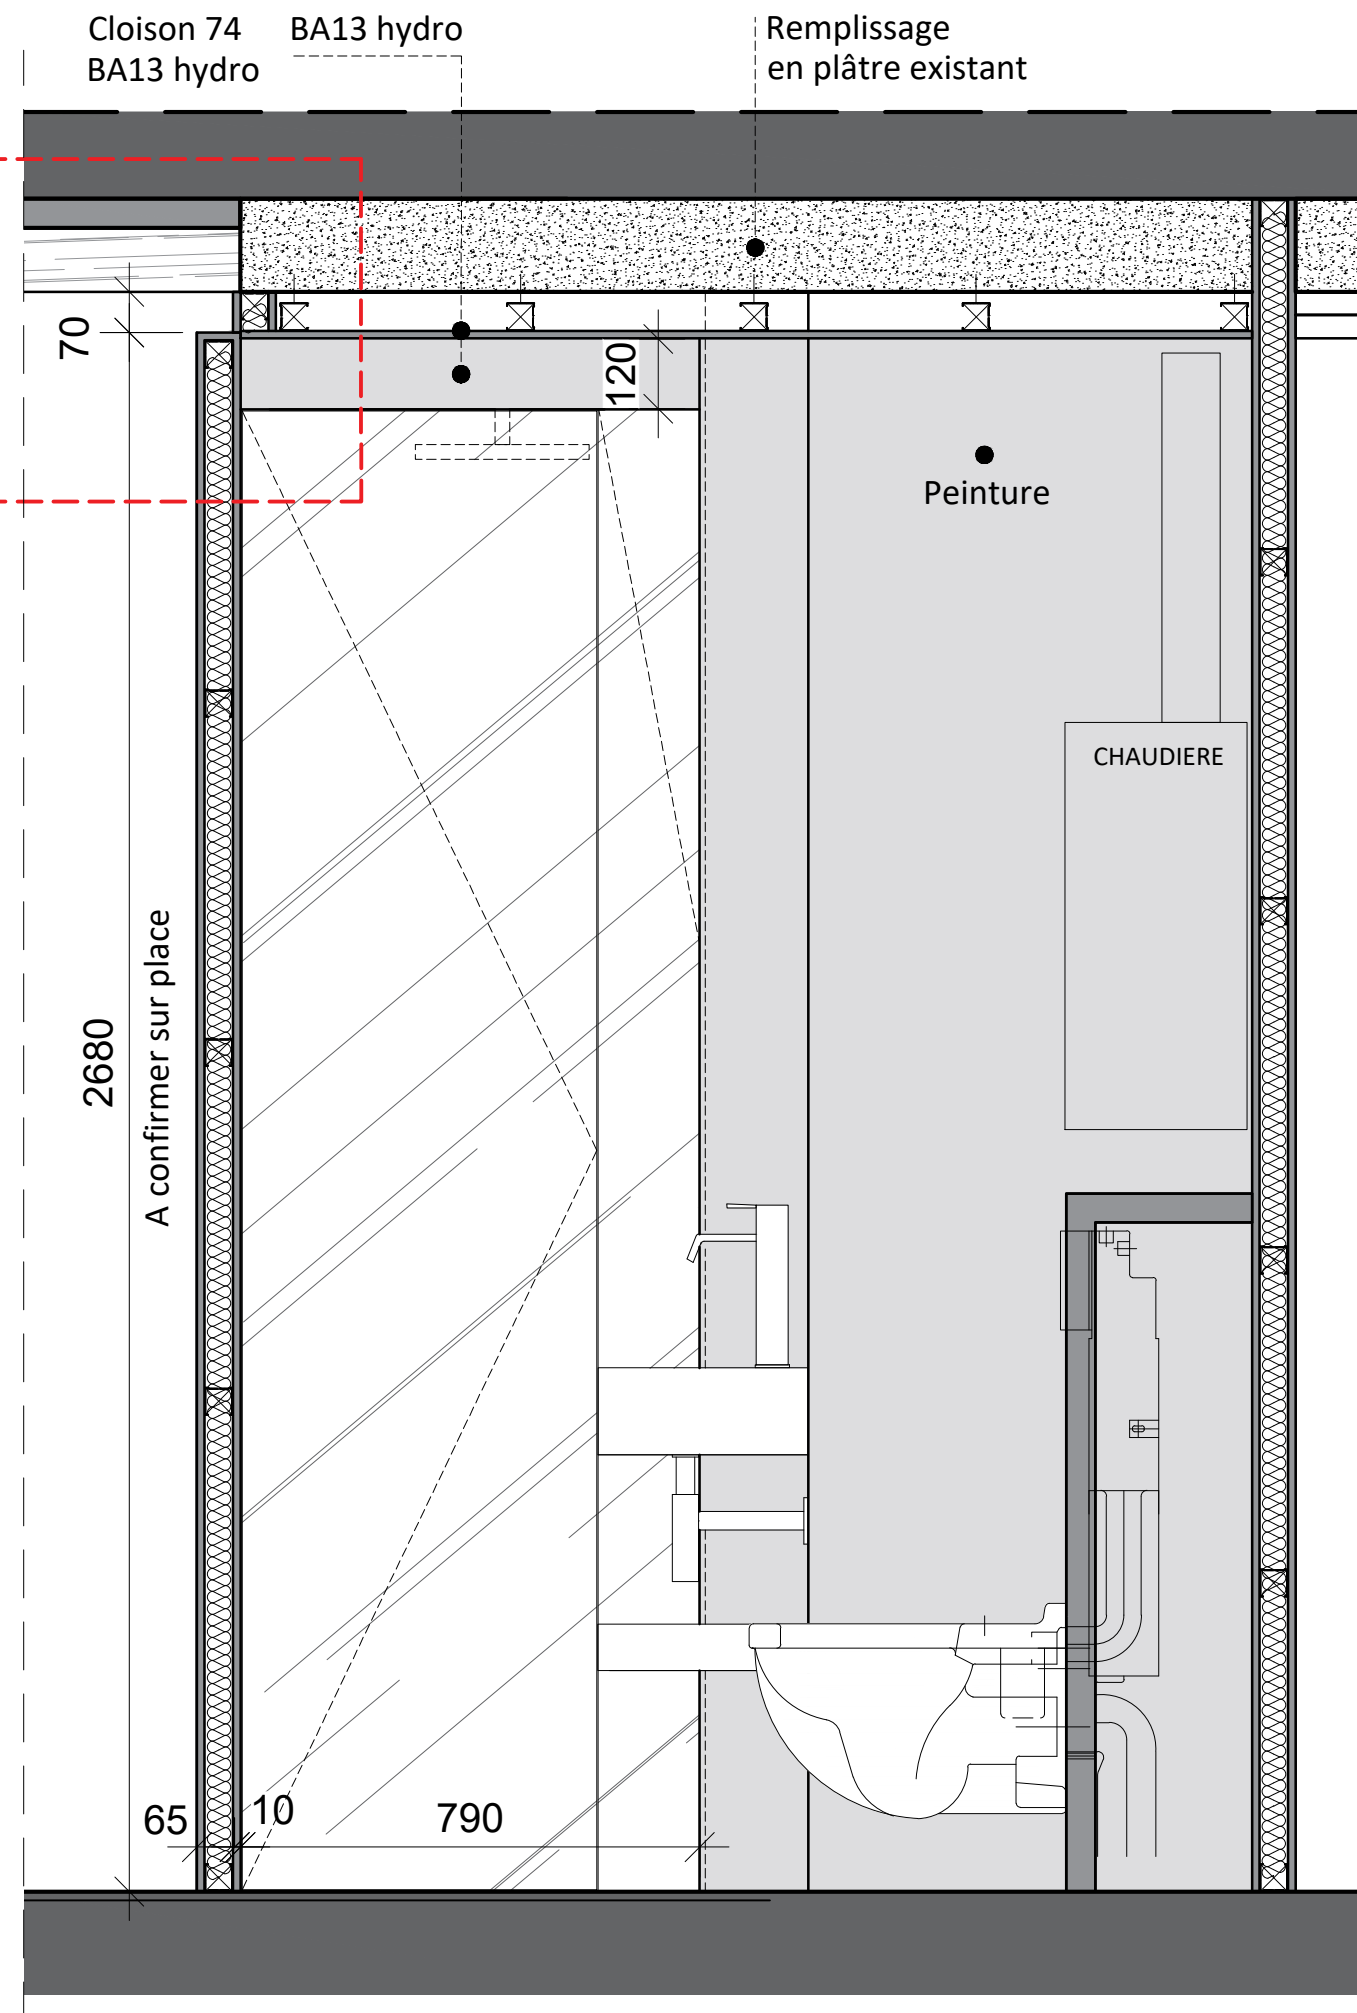 Cloison 74
BA13 hydro
BA13 hydro
Remplissage
en plâtre existant
70
120
Peinture
CHAUDIERE
2680
A confirmer sur place
65
10
790